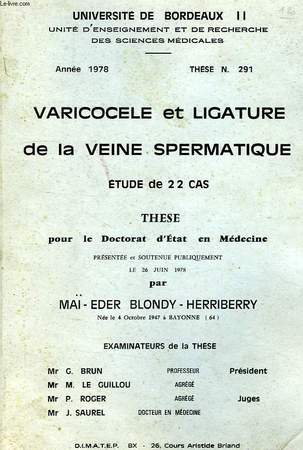 UNIVERSITE DE BORDEAUX II
UNITÉ D'ENSEIGNEMENT ET DE RECHERCHE
DES SCIENCES MÉDICALES
Année 1978 THESE N. 291
VARICOCELE et LIGATURE
de la VEINE SPERMATIQUE
ETUDE de 22 CAS
THESE
pour le Doctorat d'État en Médecine
PRÉSENTÉE et SOUTENUE PUBLIQUEMENT
LE 26 JUIN 1978
par
MAÏ-EDER BLONDY-HERRIBERRY
Née le 4 Octobre 1947 à BAYONNE (64)
EXAMINATEURS de la THESE
Mr G. BRUN PROFESSEUR Président
Mr M. LE GUILLOU AGRÉGÉ
Mr P. ROGER AGRÉGÉ Juges
Mr J. SAUREL DOCTEUR EN MÉDECINE
D.I.M.A.T.E.P. BX - 26, Cours Aristide Briand